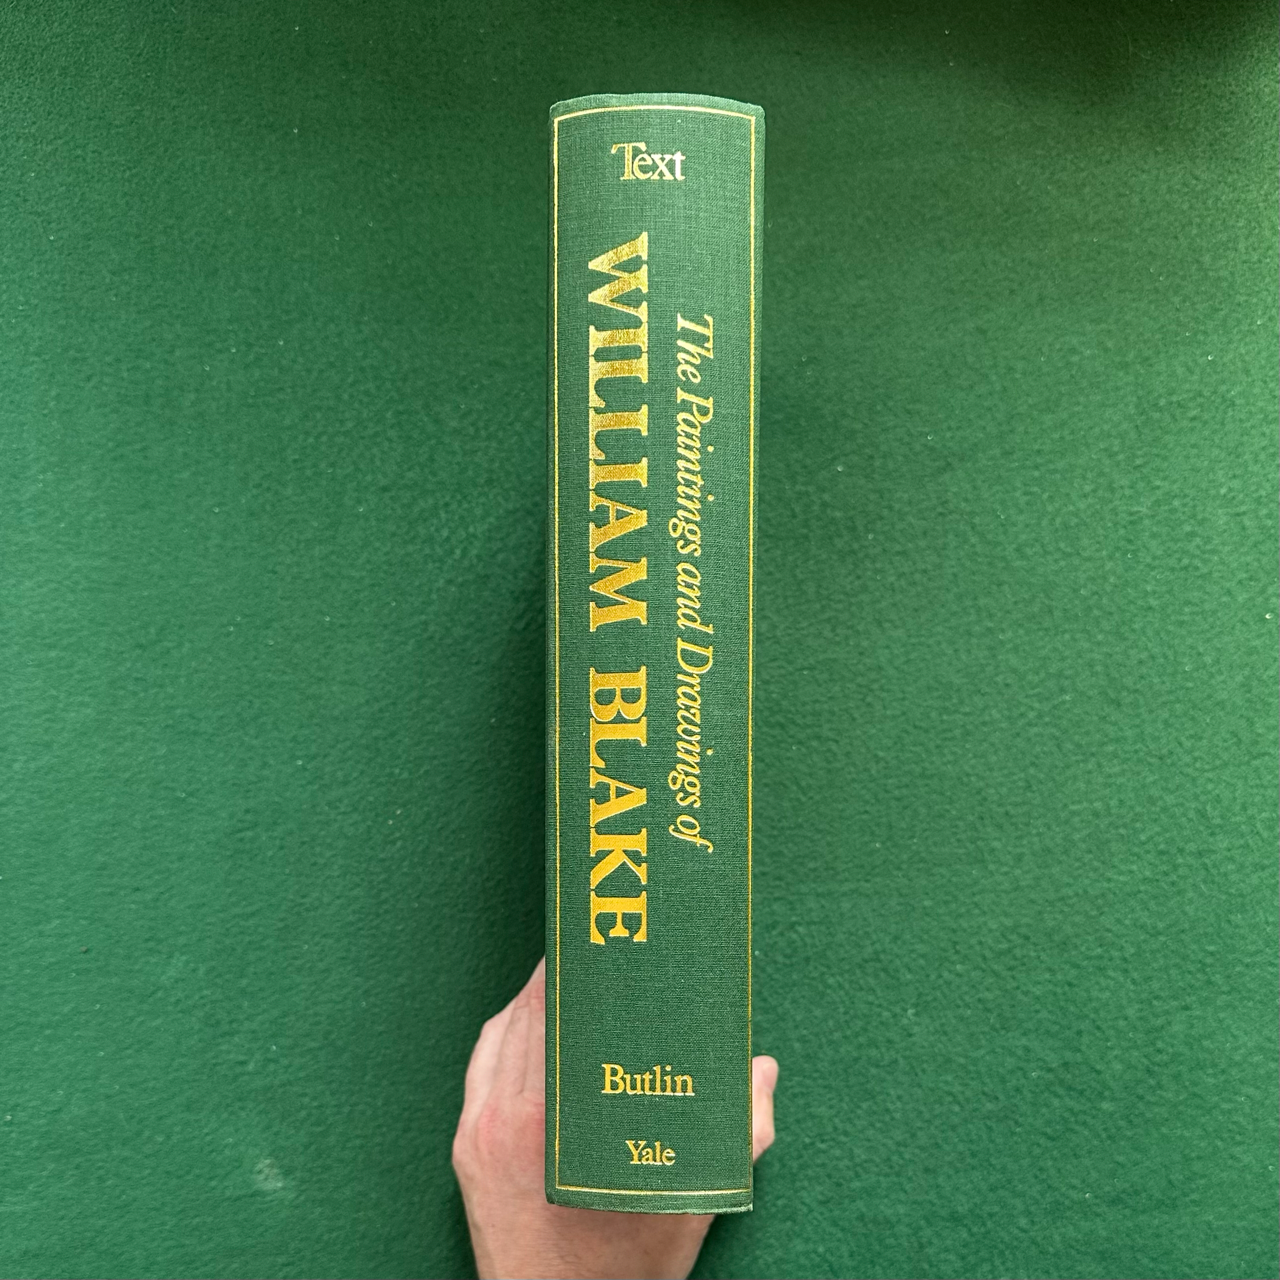 Text
The Paintings and Drawings of
WILLIAM BLAKE
Butlin
Yale